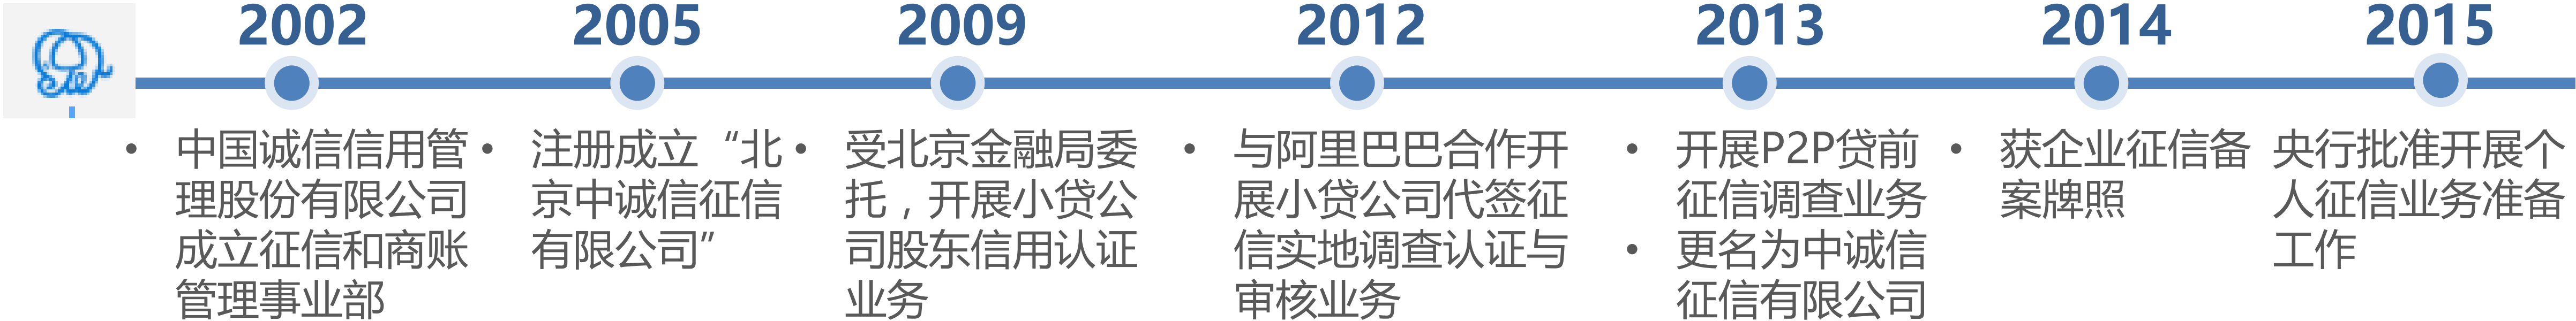 2002
中国诚信信用管
理股份有限公司
成立征信和商账
管理事业部
2005
注册成立“北
京中诚信征信
有限公司”
2009
受北京金融局委
托，开展小贷公
司股东信用认证
业务
2012
与阿里巴巴合作开
展小贷公司代签征
信实地调查认证与
审核业务
2013
开展P2P贷前
征信调查业务
更名为中诚信
征信有限公司
2014
获企业征信备
案牌照
2015
央行批准开展个
人征信业务准备
工作